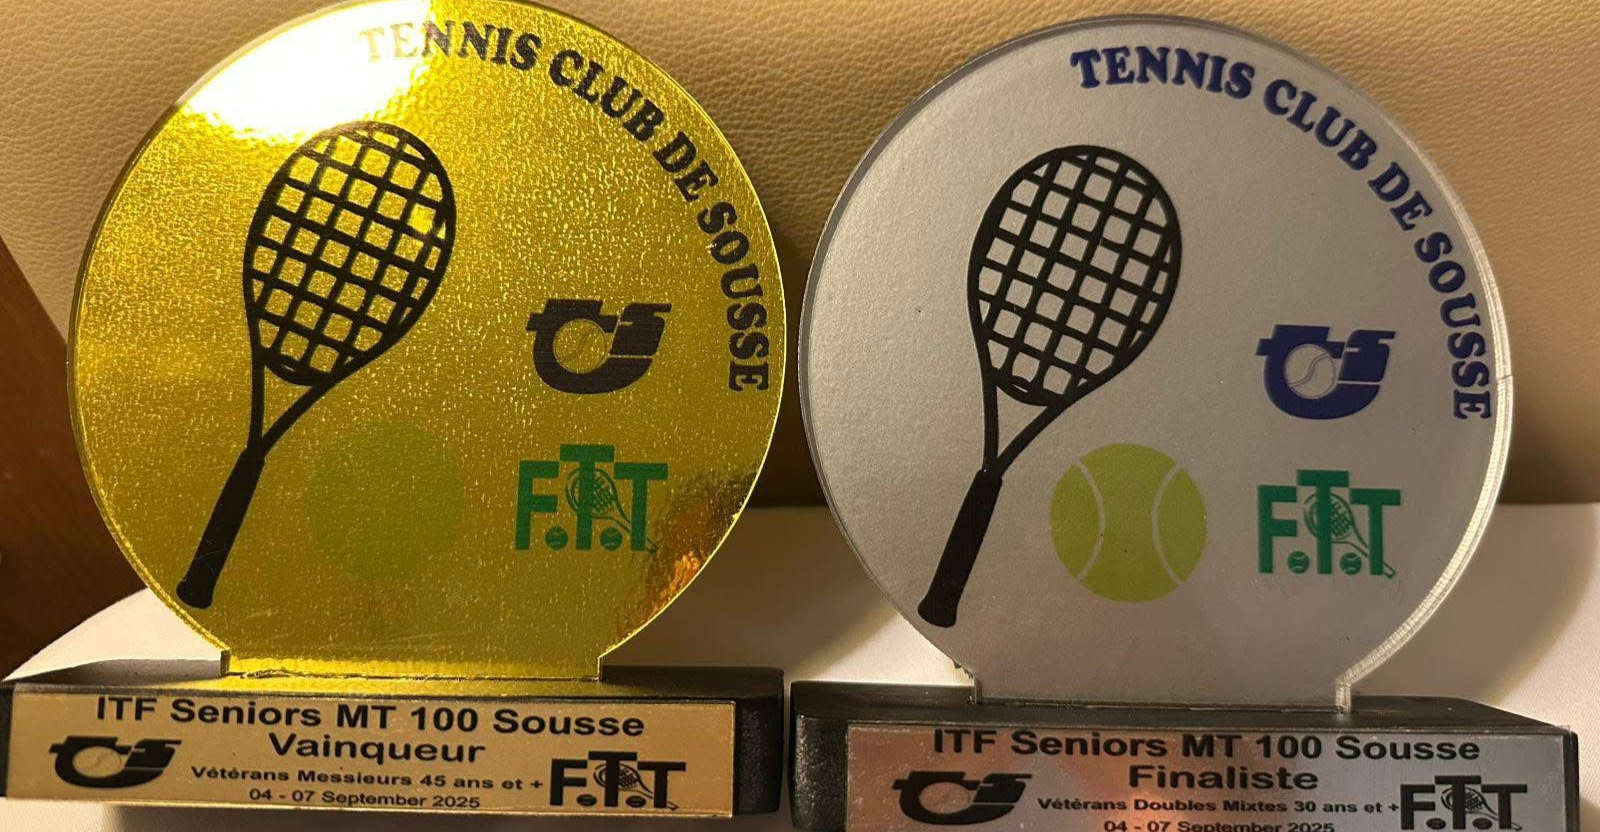 TENNIS CLUB DE SOUSSE
TS
F.T.T
ITF Seniors MT 100 Sousse
Vainqueur
Vétérans Messieurs 45 ans et +
04 - 07 September 2025
F.T.T
TENNIS CLUB DE SOUSSE
TS
F.T.T
ITF Seniors MT 100 Sousse
Finaliste
Vétérans Doubles Mixtes 30 ans et +
04 - 07 September 2025
F.T.T